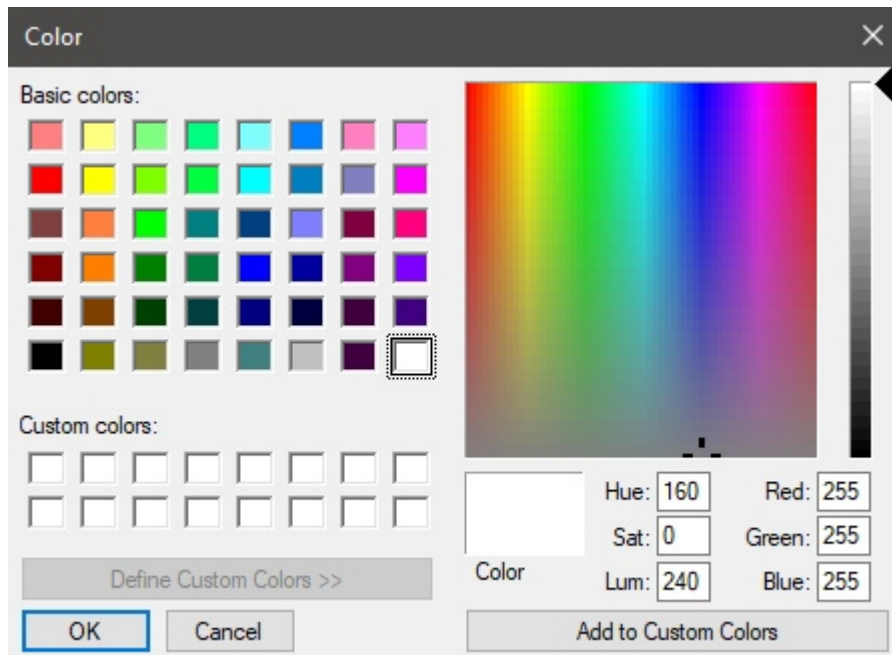 Color
Basic colors:
Custom colors:
Define Custom Colors >>
OK Cancel
Color
Hue: 160 Red: 255
Sat: 0 Green: 255
Lum: 240 Blue: 255
Add to Custom Colors